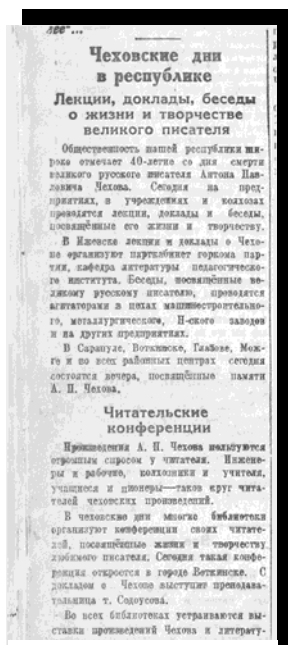 лее"...
Чеховские дни
в республике
Лекции, доклады, беседы
о жизни и творчестве
великого писателя
Общественность нашей республики ши-
роко отмечает 40-летие со дня смерти
великого русского писателя Антона Пав-
ловича Чехова. Сегодня на пред-
приятиях, в учреждениях и колхозах
проводятся лекции, доклады и беседы,
посвящённые его жизни и творчеству.
В Ижевске лекции и доклады о Чехо-
ве организуют парткабинет горкома пар-
тии, кафедра литературы педагогическо-
го института. Беседы, посвящённые ве-
ликому русскому писателю, проводятся
агитаторами в цехах машиностроительно-
го, металлургического, Н-ского заводов
и на других предприятиях.
В Сарапуле, Воткинске, Глазове, Мож-
ге и во всех районных центрах сегодня
состоятся вечера, посвящённые памяти
А. П. Чехова.
Читательские
конференции
Произведения А. П. Чехова пользуются
огромным спросом у читателя. Инжене-
ры и рабочие, колхозники и учителя,
учащиеся и пионеры—таков круг чита-
телей чеховских произведений.
В чеховские дни многие библиотеки
организуют конференции своих читате-
лей, посвящённые жизни и творчеству
любимого писателя. Сегодня такая конфе-
ренция откроется в городе Воткинске. С
докладом о Чехове выступит преподава-
тельница т. Содоусова.
Во всех библиотеках устраиваются вы-
ставки произведений Чехова и литерату-